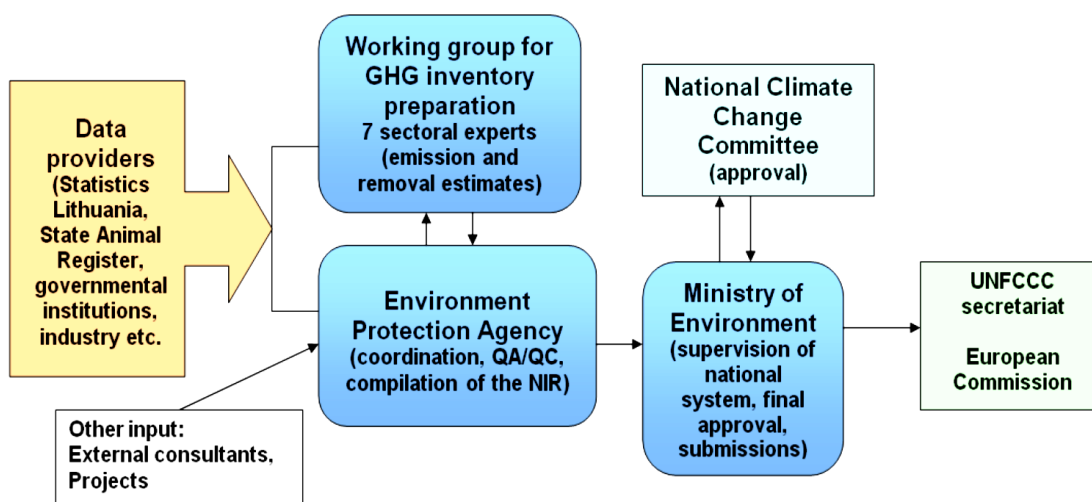 Data
providers
(Statistics
Lithuania,
State Animal
Register,
governmental
institutions,
industry etc.
Working group for
GHG inventory
preparation
7 sectoral experts
(emission and
removal estimates)
National Climate
Change
Committee
(approval)
Environment
Protection Agency
(coordination, QA/QC,
compilation of the NIR)
Ministry of
Environment
(supervision of
national
system, final
approval,
submissions)
UNFCCC
secretariat
European
Commission
Other input:
External consultants,
Projects